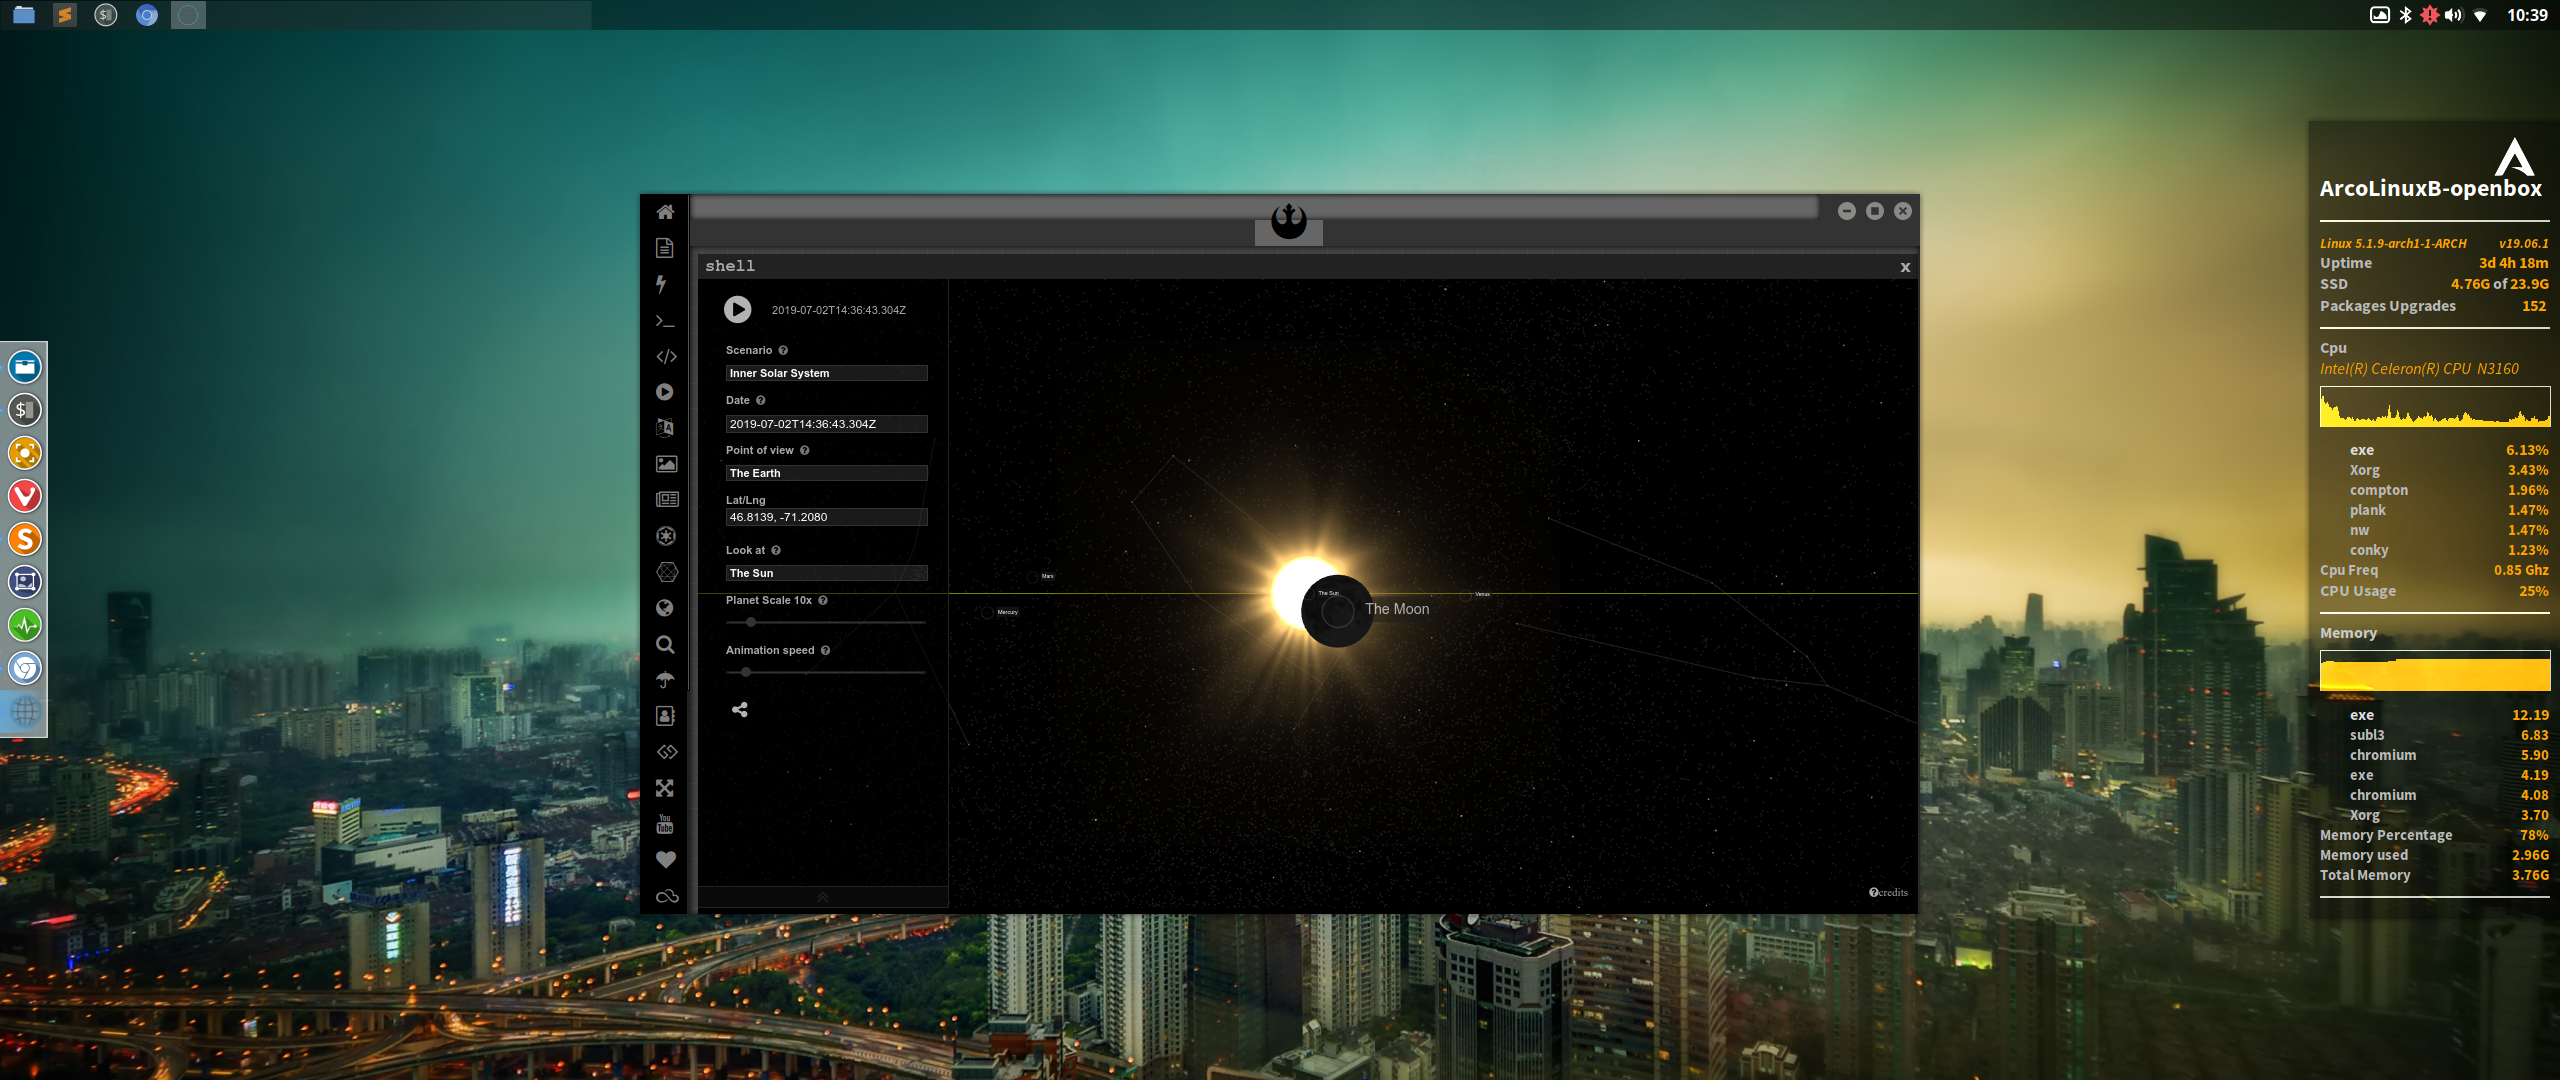 10:39
shell
x
2019-07-02T14:36:43.304Z
Scenario
Inner Solar System
Date
2019-07-02T14:36:43.304Z
Point of view
The Earth
Lat/Lng
46.8139, -71.2080
Look at
The Sun
Planet Scale 10x
Animation speed
Mars
Mercury
The Sun
The Moon
Venus
credits
You
Tube
ArcoLinuxB-openbox
Linux 5.1.9-arch1-1-ARCH v19.06.1
Uptime 3d 4h 18m
SSD 4.76G of 23.9G
Packages Upgrades 152
Cpu
Intel(R) Celeron(R) CPU N3160
exe 6.13%
Xorg 3.43%
compton 1.96%
plank 1.47%
nw 1.47%
conky 1.23%
Cpu Freq 0.85 Ghz
CPU Usage 25%
Memory
exe 12.19
subl3 6.83
chromium 5.90
exe 4.19
chromium 4.08
Xorg 3.70
Memory Percentage 78%
Memory used 2.96G
Total Memory 3.76G